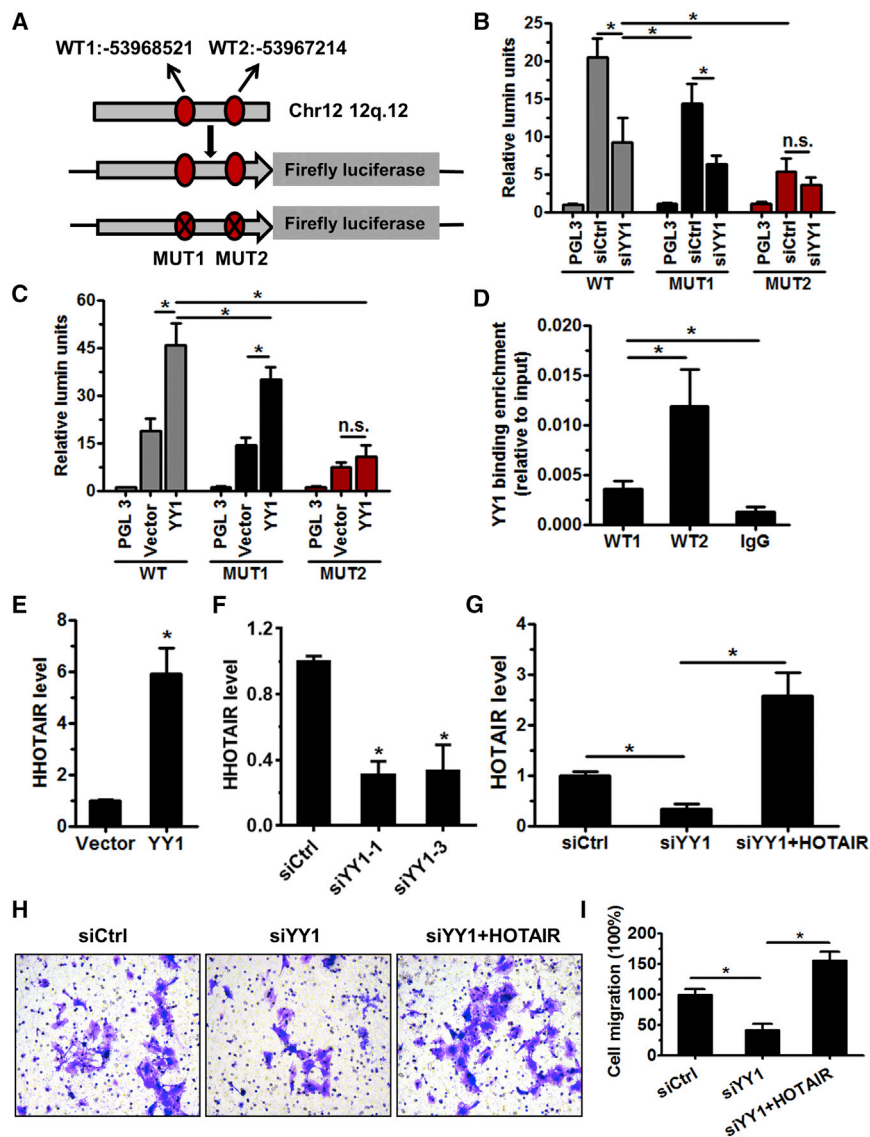 A
WT1:-53968521 WT2:-53967214
Chr12 12q.12
Firefly luciferase
X X Firefly luciferase
MUT1 MUT2
B
Relative lumin units
25
20
15
10
5
0
* * * * n.s.
PGL3 siCtrl siYY1 PGL3 siCtrl siYY1 PGL3 siCtrl siYY1
WT MUT1 MUT2
C
Relative lumin units
60
45
30
15
0
* * * * n.s.
PGL 3 Vector YY1 PGL 3 Vector YY1 PGL 3 Vector YY1
WT MUT1 MUT2
D
YY1 binding enrichment
(relative to input)
0.020
0.015
0.010
0.005
0.000
* *
WT1 WT2 IgG
E
HHOTAIR level
8
6
4
2
0
*
Vector YY1
F
HHOTAIR level
1.2
0.8
0.4
0.0
* *
siCtrl siYY1-1 siYY1-3
G
HOTAIR level
4
3
2
1
0
* *
siCtrl siYY1 siYY1+HOTAIR
H
siCtrl siYY1 siYY1+HOTAIR
I
Cell migration (100%)
200
150
100
50
0
* *
siCtrl siYY1 siYY1+HOTAIR